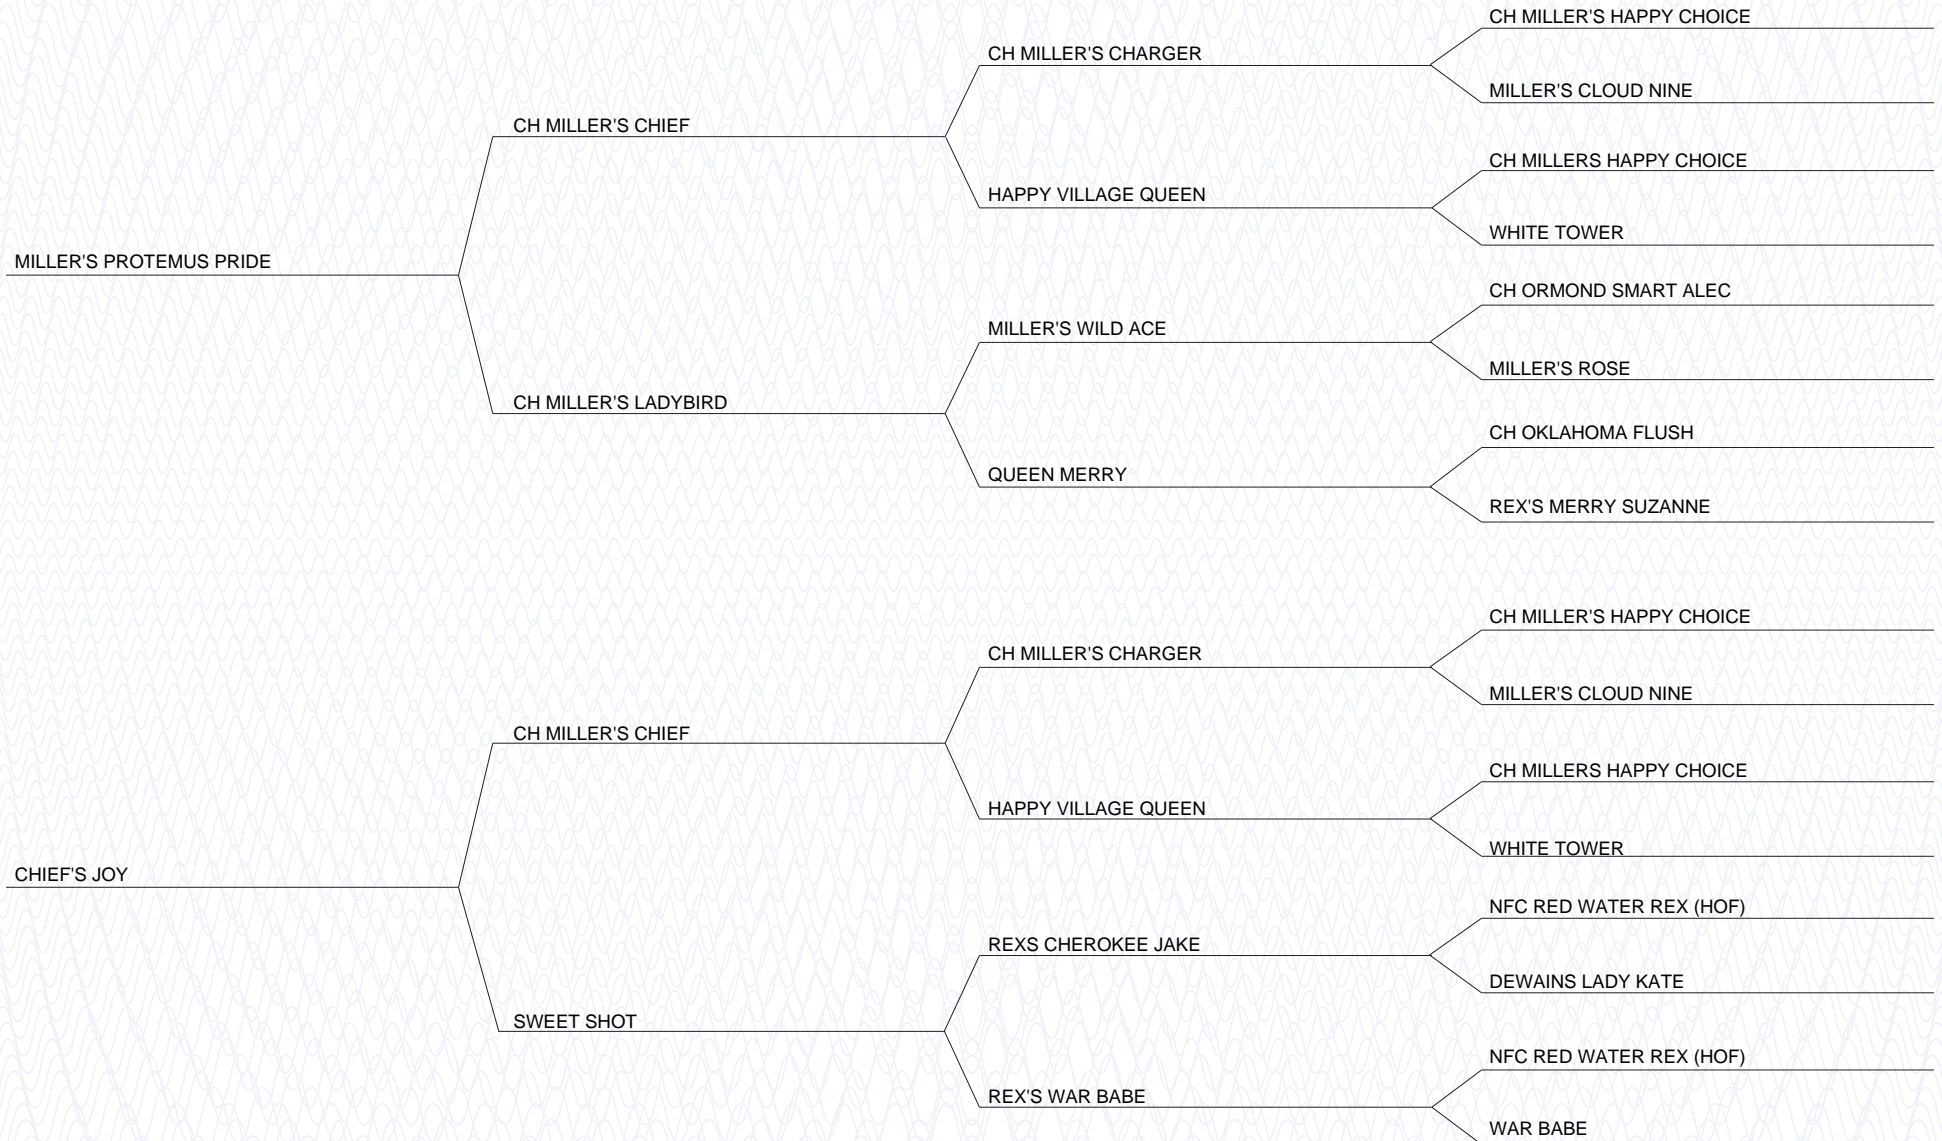 CH MILLER'S HAPPY CHOICE
CH MILLER'S CHARGER
MILLER'S CLOUD NINE
CH MILLER'S CHIEF
CH MILLERS HAPPY CHOICE
HAPPY VILLAGE QUEEN
WHITE TOWER
MILLER'S PROTEMUS PRIDE
CH ORMOND SMART ALEC
MILLER'S WILD ACE
MILLER'S ROSE
CH MILLER'S LADYBIRD
CH OKLAHOMA FLUSH
QUEEN MERRY
REX'S MERRY SUZANNE
CH MILLER'S HAPPY CHOICE
CH MILLER'S CHARGER
MILLER'S CLOUD NINE
CH MILLER'S CHIEF
CH MILLERS HAPPY CHOICE
HAPPY VILLAGE QUEEN
WHITE TOWER
CHIEF'S JOY
NFC RED WATER REX (HOF)
REXS CHEROKEE JAKE
DEWAINS LADY KATE
SWEET SHOT
NFC RED WATER REX (HOF)
REX'S WAR BABE
WAR BABE